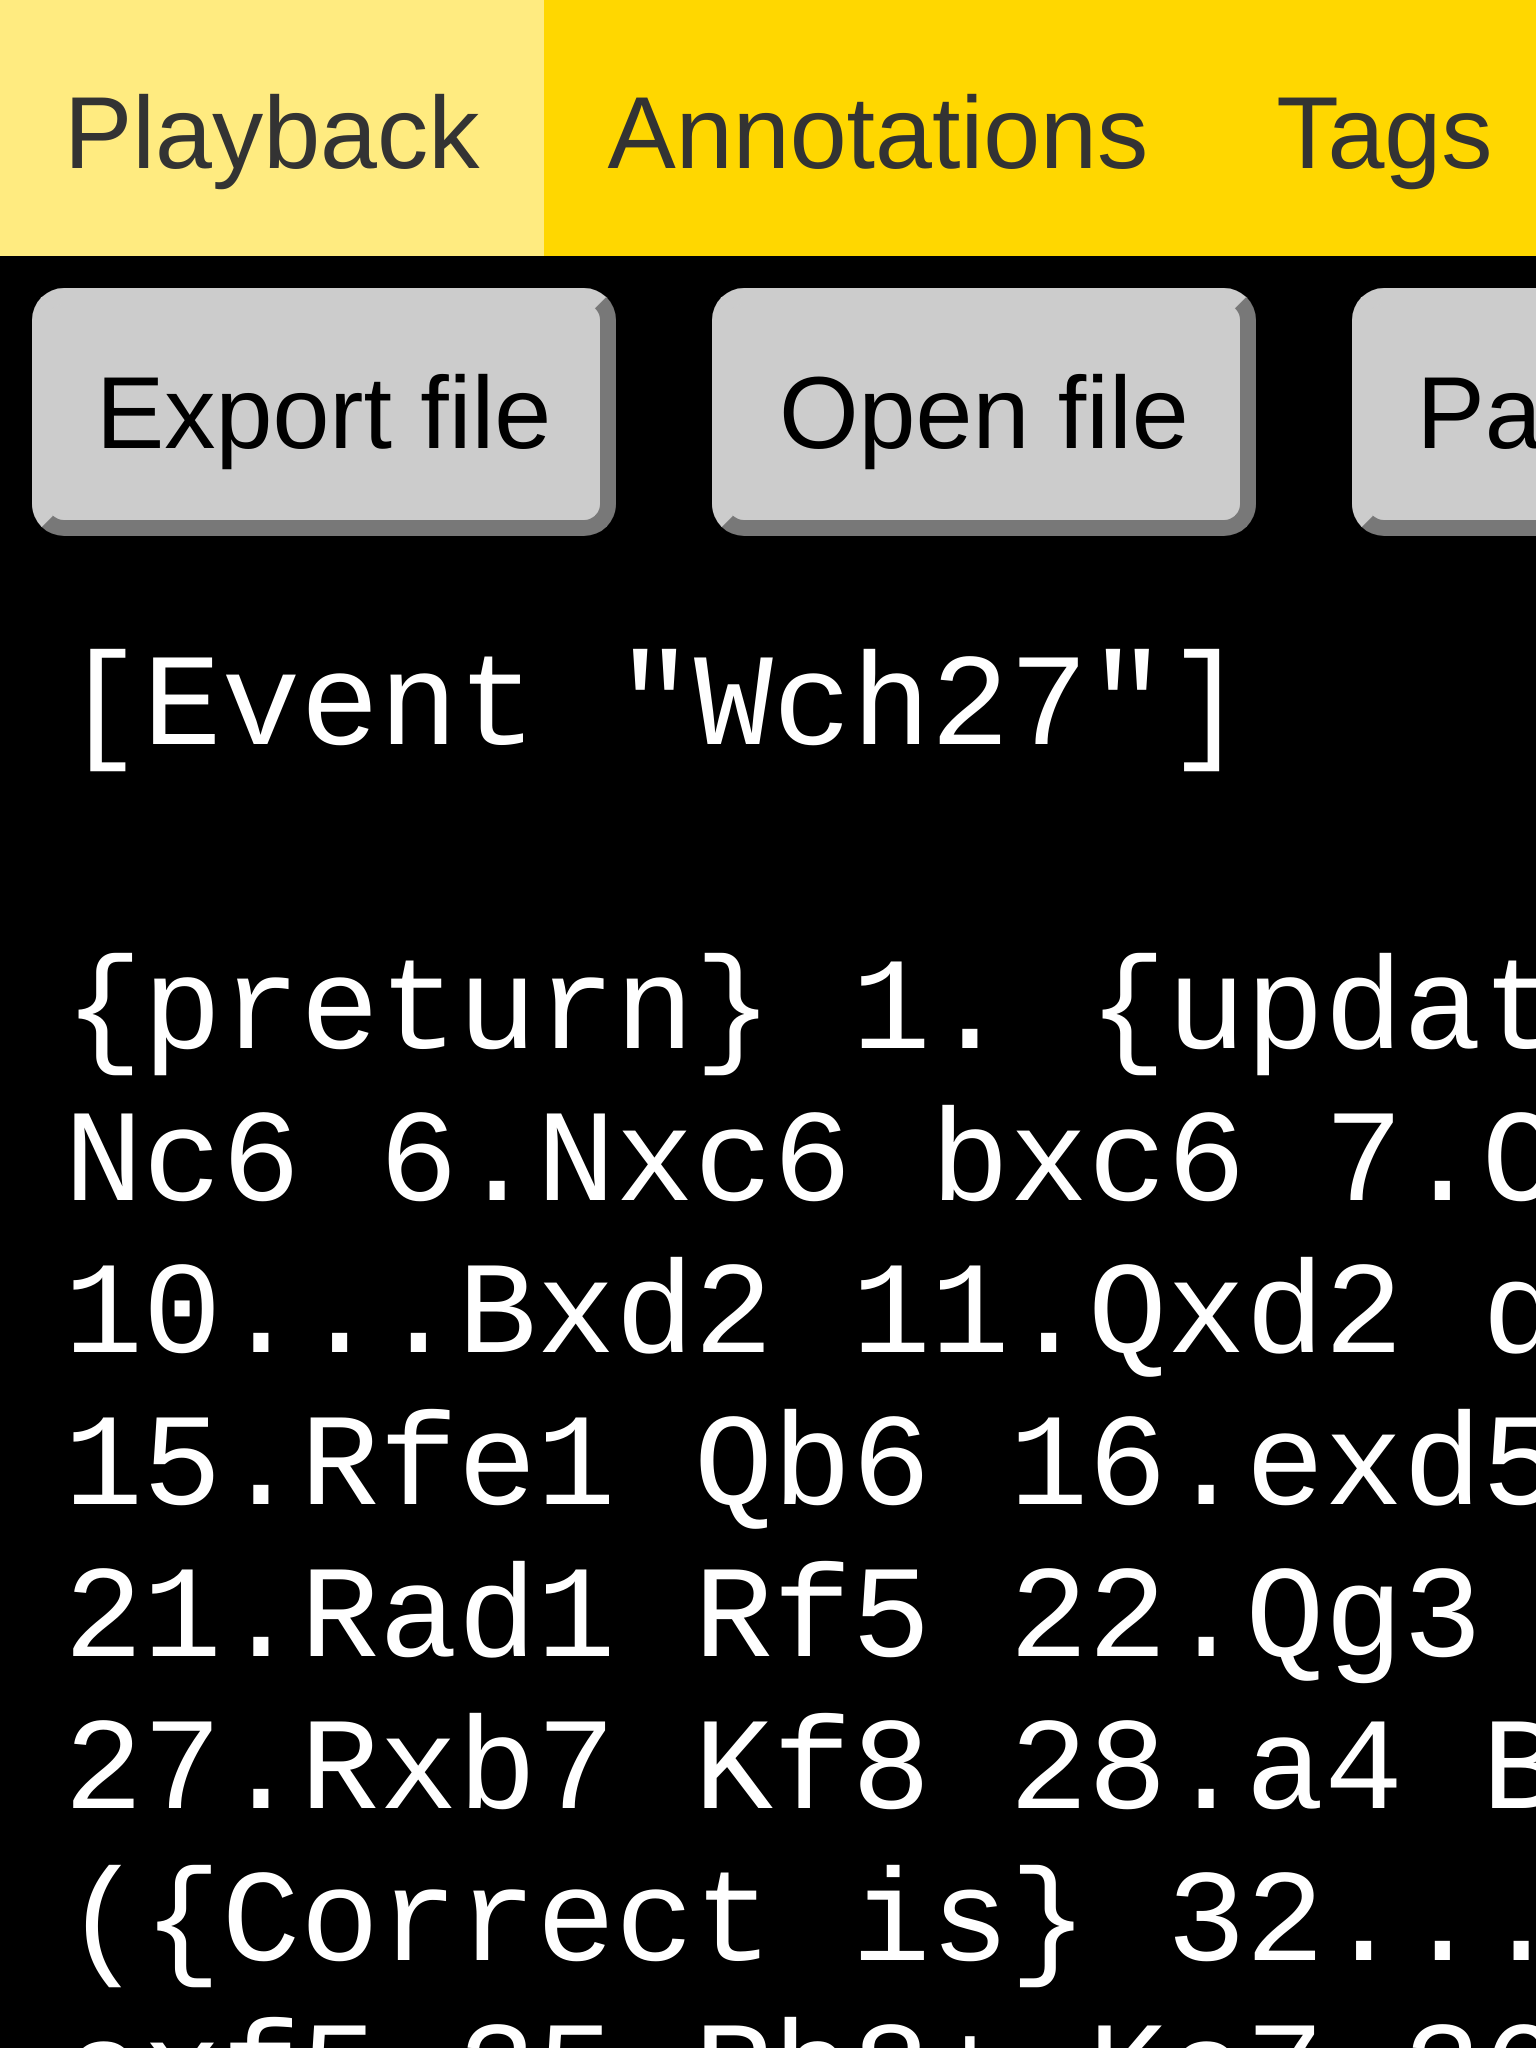 Playback Annotations Tags
Export file Open file Pa
[Event "Wch27"]
{preturn} 1. {updat
Nc6 6.Nxc6 bxc6 7.
10...Bxd2 11.Qxd2
15.Rfe1 Qb6 16.exd5
21.Rad1 Rf5 22.Qg3
27.Rxb7 Kf8 28.a4 B
({Correct is} 32...